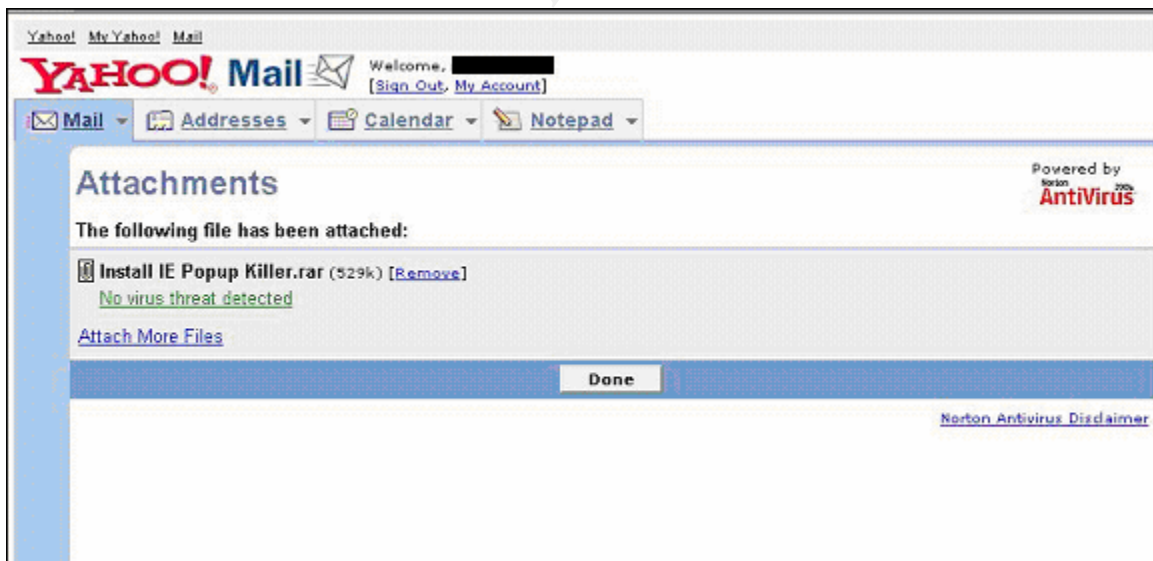 Yahoo! My Yahoo! Mail
YAHOO! Mail
Welcome,
[Sign Out, My Account]
Mail Addresses Calendar Notepad
Attachments
Powered by
Norton
AntiVirus
The following file has been attached:
Install IE Popup Killer.rar (529k) [Remove]
No virus threat detected
Attach More Files
Done
Norton Antivirus Disclaimer